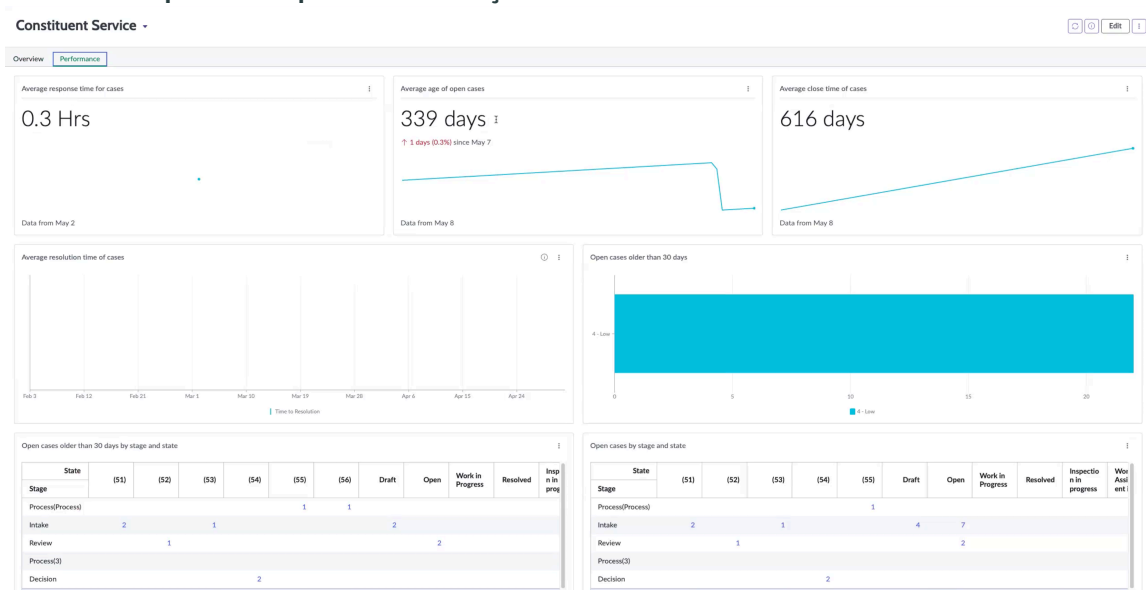 Constituent Service
Edit
Overview Performance
Average response time for cases
0.3 Hrs
Data from May 2
Average age of open cases
339 days
↑ 1 days (0.3%) since May 7
Data from May 8
Average close time of cases
616 days
Data from May 8
Average resolution time of cases
Feb 3 Feb 12 Feb 21 Mar 1 Mar 10 Mar 19 Mar 28 Apr 6 Apr 15 Apr 24
Time to Resolution
Open cases older than 30 days
4 - Low
0 5 10 15 20
4 - Low
Open cases older than 30 days by stage and state
State (51) (52) (53) (54) (55) (56) Draft Open Work in Progress Resolved Insp n in prog
Stage
Process(Process) 1 1
Intake 2 1 2
Review 1 2
Process(3)
Decision 2
Open cases by stage and state
State (51) (52) (53) (54) (55) Draft Open Work in Progress Resolved Inspectio n in progress Wor Assi ent i
Stage
Process(Process) 1
Intake 2 1 4 7
Review 1 2
Process(3)
Decision 2